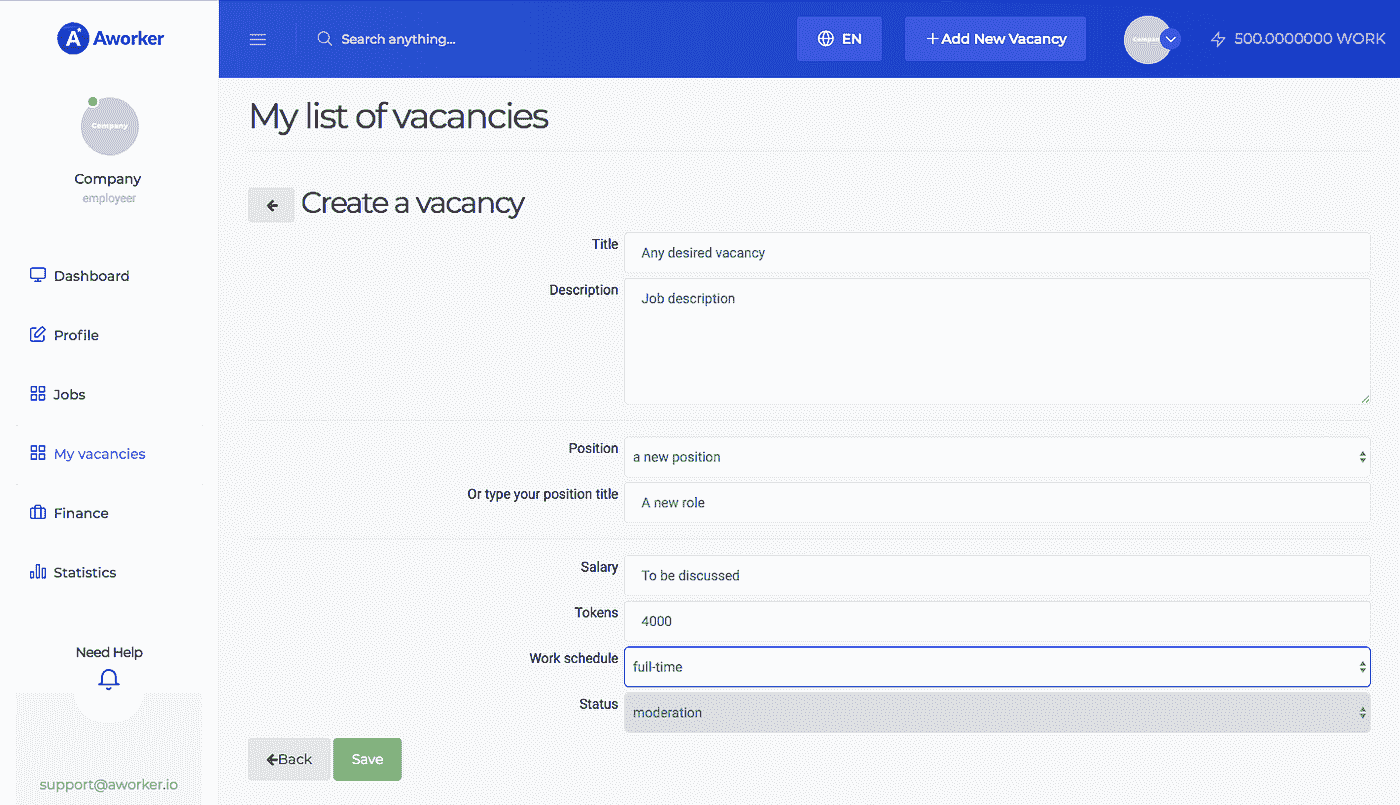 Aworker
Search anything...
EN
+Add New Vacancy
Company
500.0000000 WORK
Company
Company
employeer
Dashboard
Profile
Jobs
My vacancies
Finance
Statistics
Need Help
support@aworker.io
My list of vacancies
Create a vacancy
Title Any desired vacancy
Description Job description
Position a new position
Or type your position title A new role
Salary To be discussed
Tokens 4000
Work schedule full-time
Status moderation
Back Save